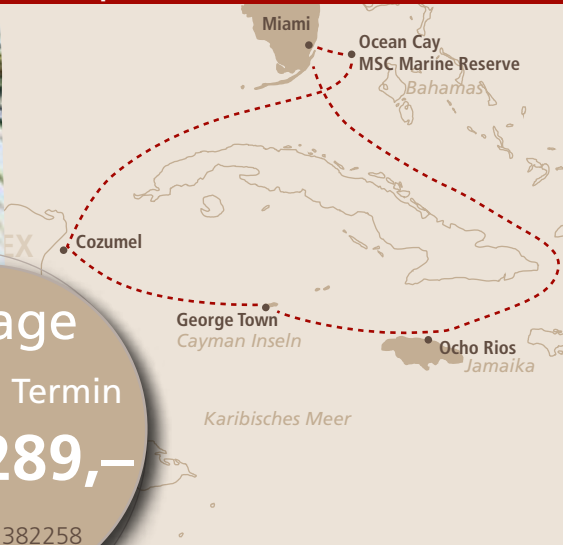 Miami
Ocean Cay
MSC Marine Reserve
Bahamas
EX
Cozumel
George Town
Cayman Inseln
Ocho Rios
Jamaika
Karibisches Meer
age
Termin
289,–
382258